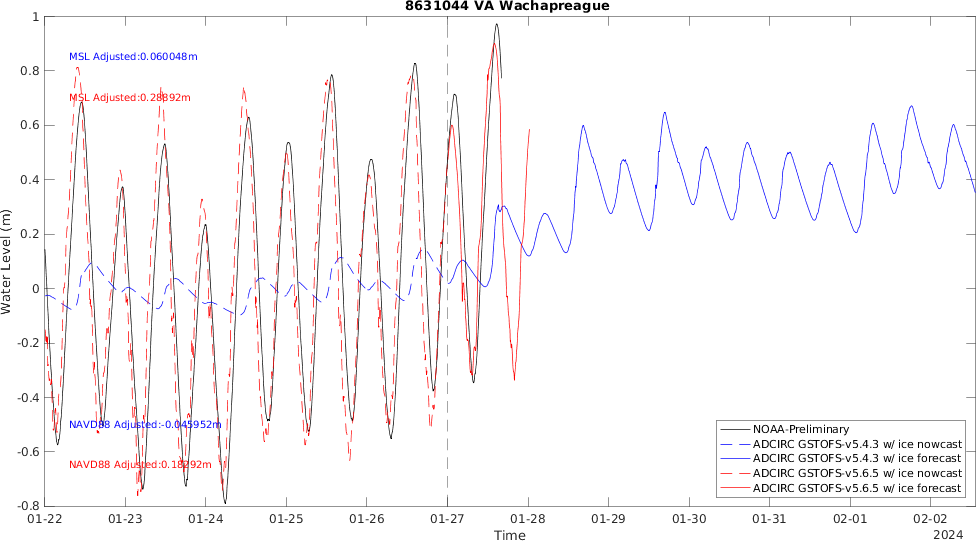 8631044 VA Wachapreague
1
0.8
0.6
0.4
0.2
0
-0.2
-0.4
-0.6
-0.8
Water Level (m)
MSL Adjusted:0.060048m
MSL Adjusted:0.28892m
NAVD88 Adjusted:-0.045952m
NAVD88 Adjusted:0.18292m
NOAA-Preliminary
ADCIRC GSTOFS-v5.4.3 w/ ice nowcast
ADCIRC GSTOFS-v5.4.3 w/ ice forecast
ADCIRC GSTOFS-v5.6.5 w/ ice nowcast
ADCIRC GSTOFS-v5.6.5 w/ ice forecast
01-22 01-23 01-24 01-25 01-26 01-27 01-28 01-29 01-30 01-31 02-01 02-02
Time
2024